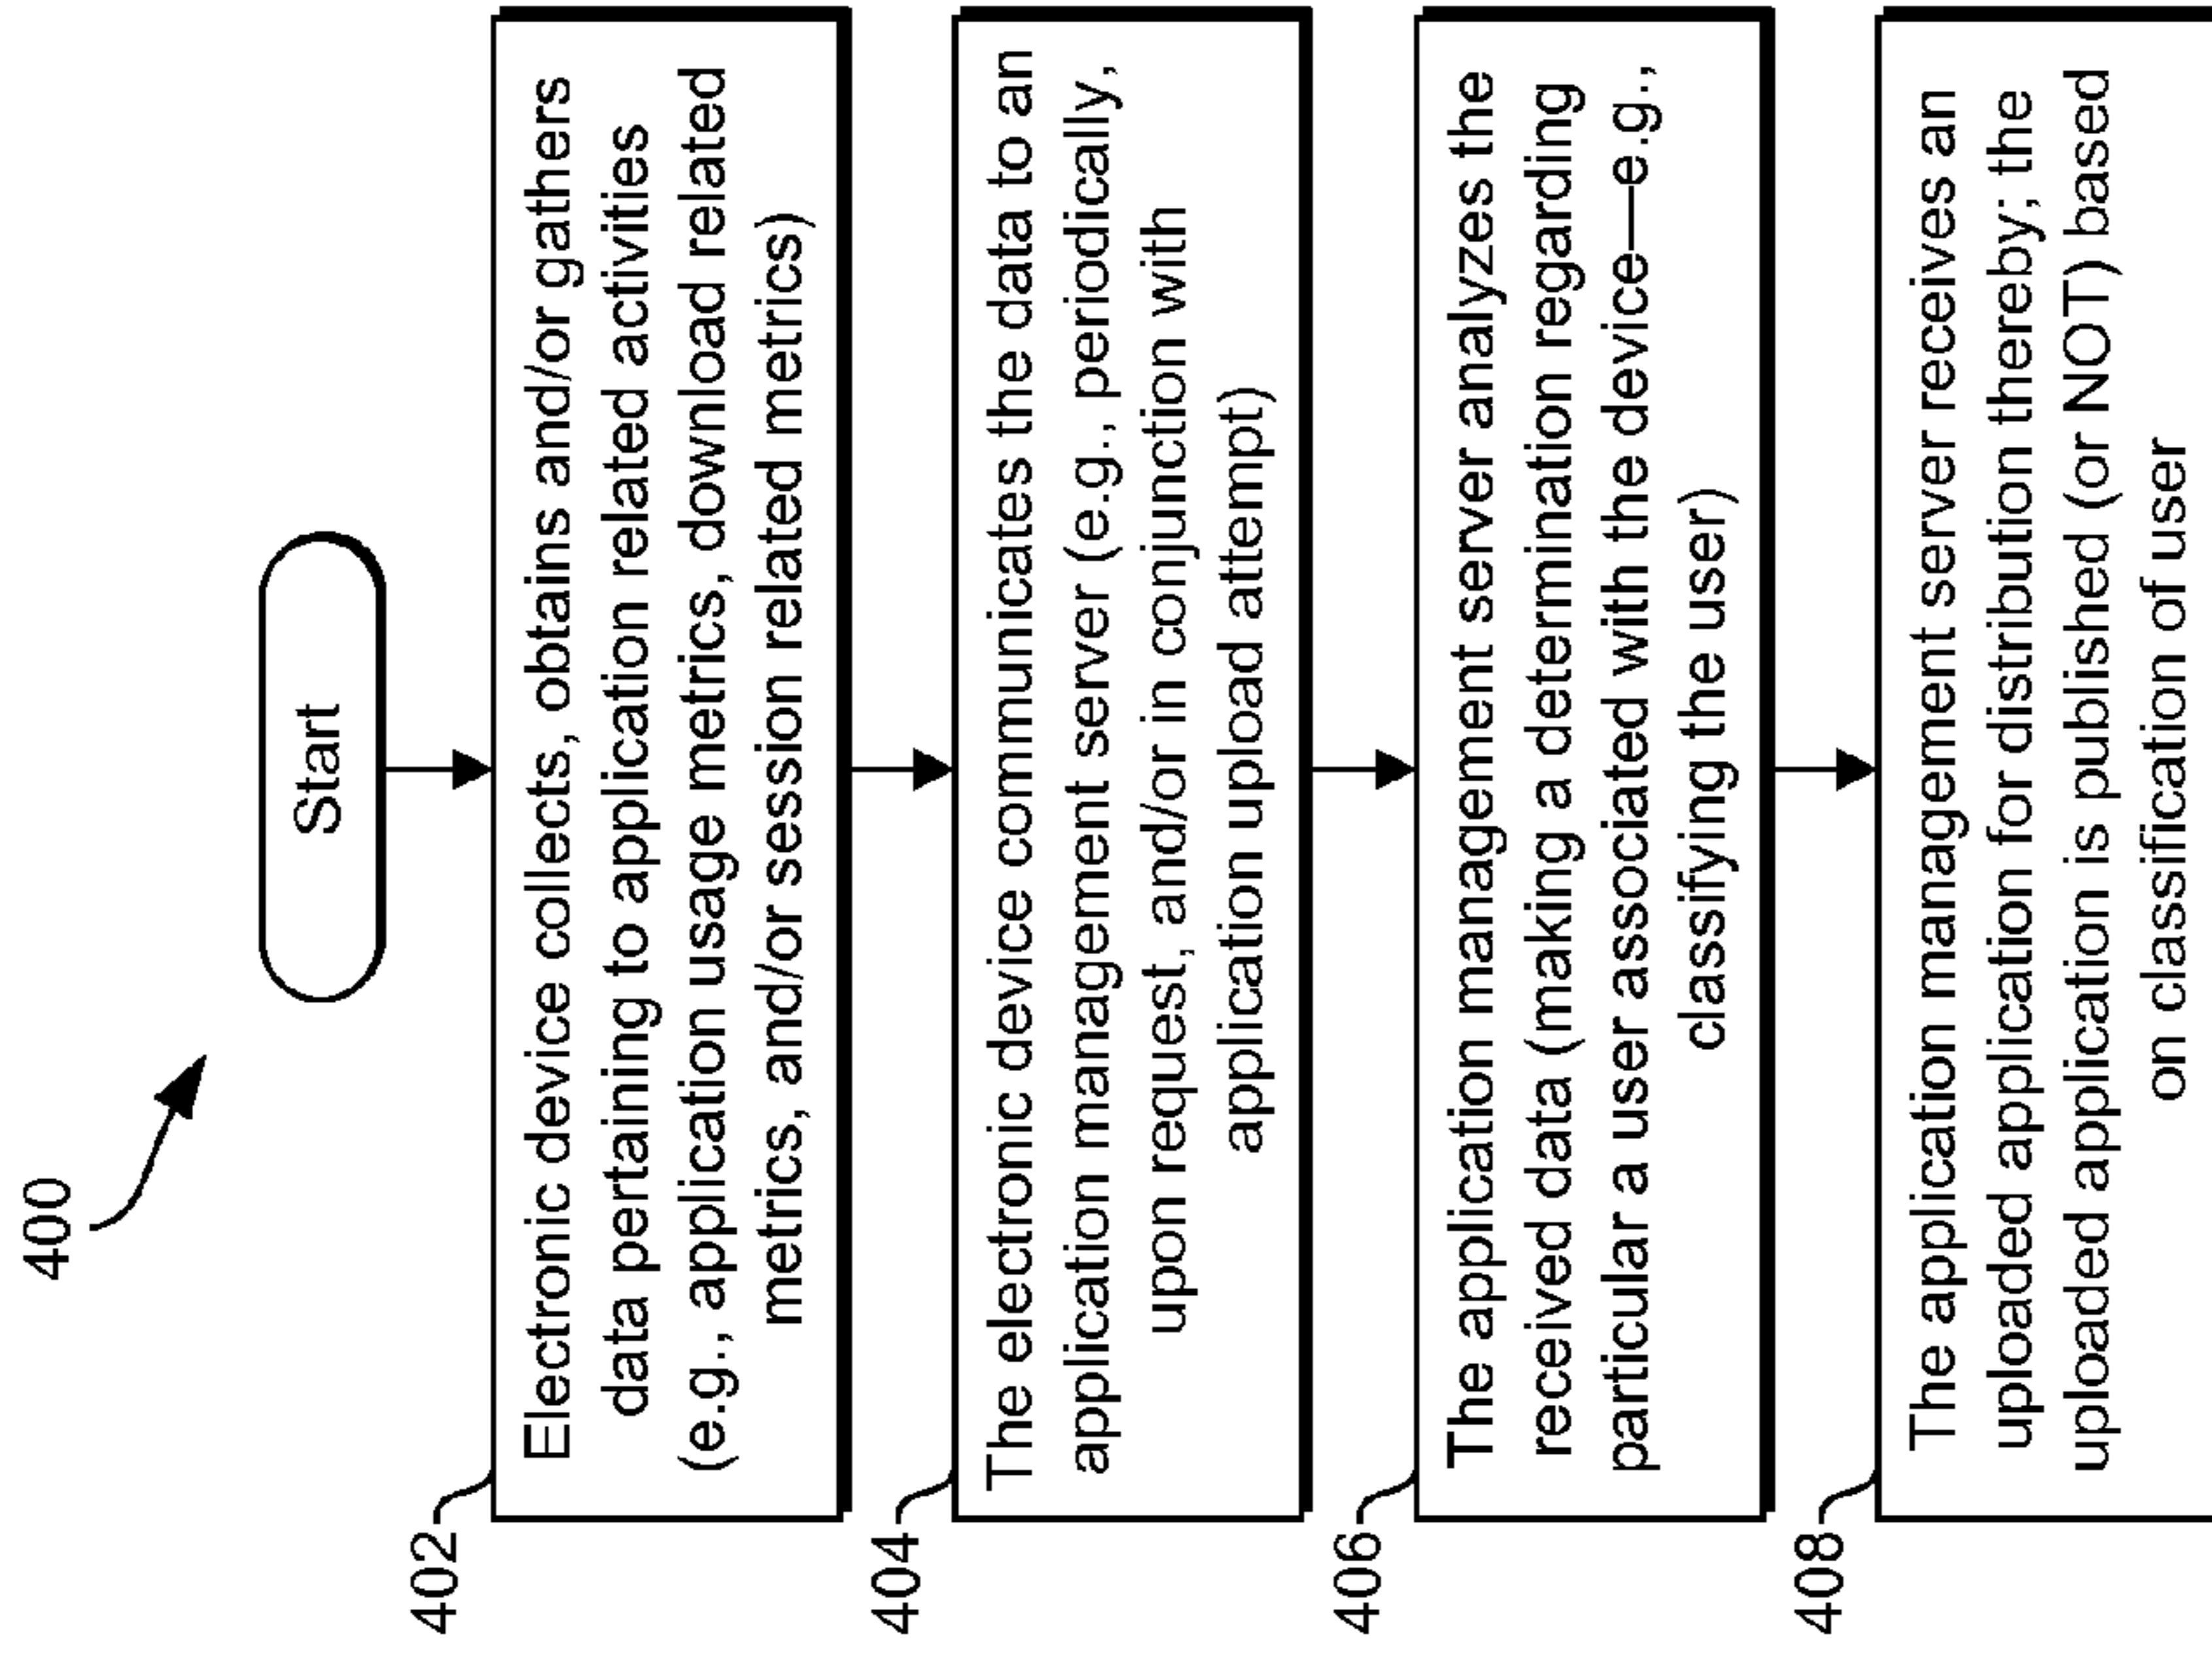 400
Start
402
Electronic device collects, obtains and/or gathers
data pertaining to application related activities
(e.g., application usage metrics, download related
metrics, and/or session related metrics)
404
The electronic device communicates the data to an
application management server (e.g., periodically,
upon request, and/or in conjunction with
application upload attempt)
406
The application management server analyzes the
received data (making a determination regarding
particular a user associated with the device—e.g.,
classifying the user)
408
The application management server receives an
uploaded application for distribution thereby; the
uploaded application is published (or NOT) based
on classification of user